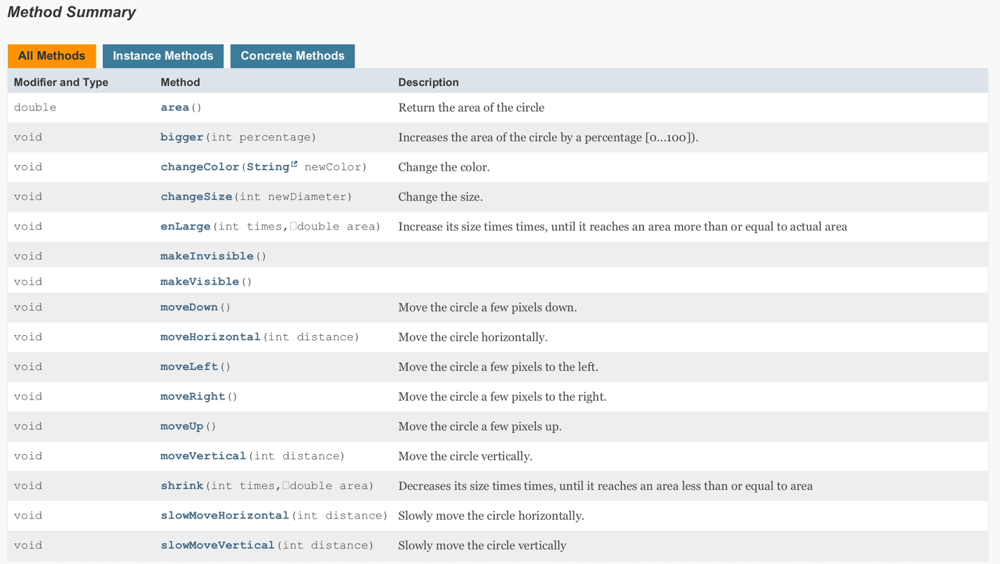 Method Summary
All Methods Instance Methods Concrete Methods
Modifier and Type Method Description
double area() Return the area of the circle
void bigger(int percentage) Increases the area of the circle by a percentage [0...100]).
void changeColor(String newColor) Change the color.
void changeSize(int newDiameter) Change the size.
void enLarge(int times,□double area) Increase its size times times, until it reaches an area more than or equal to actual area
void makeInvisible()
void makeVisible()
void moveDown() Move the circle a few pixels down.
void moveHorizontal(int distance) Move the circle horizontally.
void moveLeft() Move the circle a few pixels to the left.
void moveRight() Move the circle a few pixels to the right.
void moveUp() Move the circle a few pixels up.
void moveVertical(int distance) Move the circle vertically.
void shrink(int times,□double area) Decreases its size times times, until it reaches an area less than or equal to area
void slowMoveHorizontal(int distance) Slowly move the circle horizontally.
void slowMoveVertical(int distance) Slowly move the circle vertically